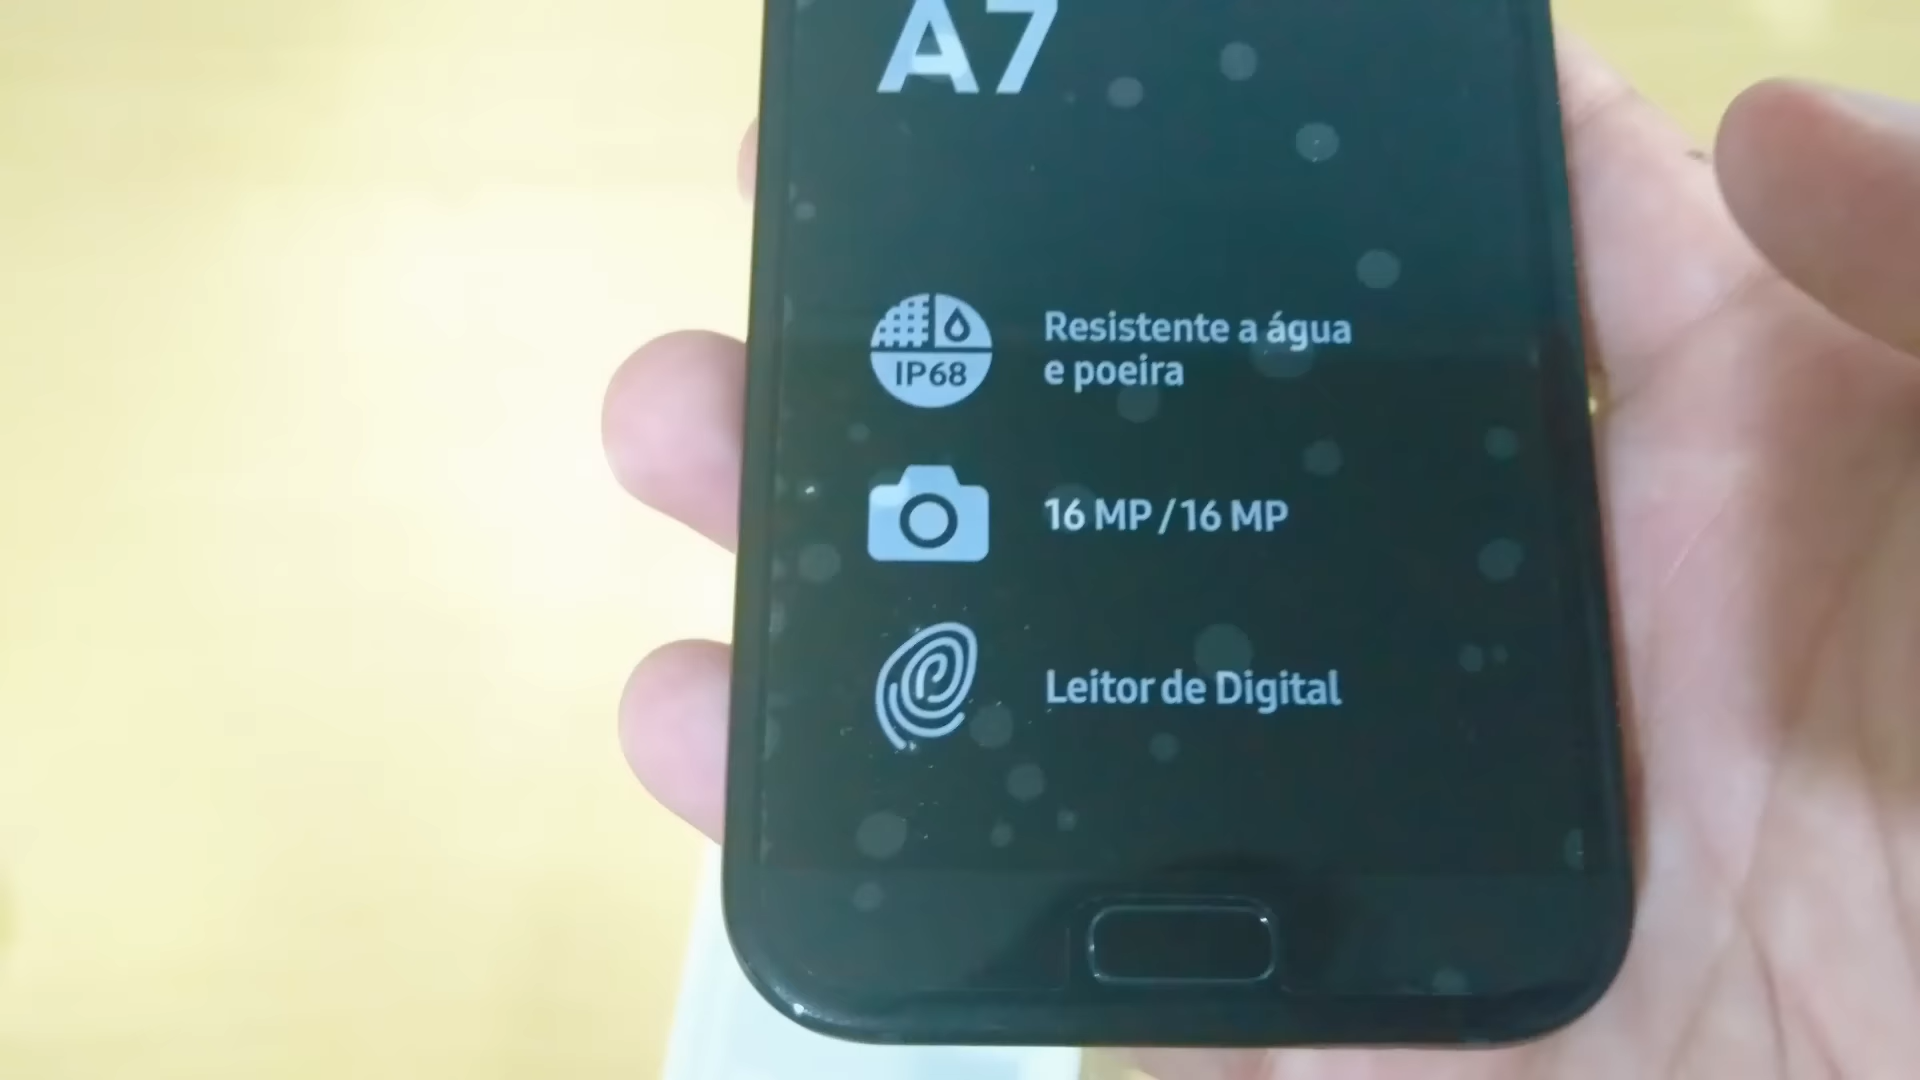 A7
Resistente a água
e poeira
IP68
16 MP / 16 MP
Leitor de Digital